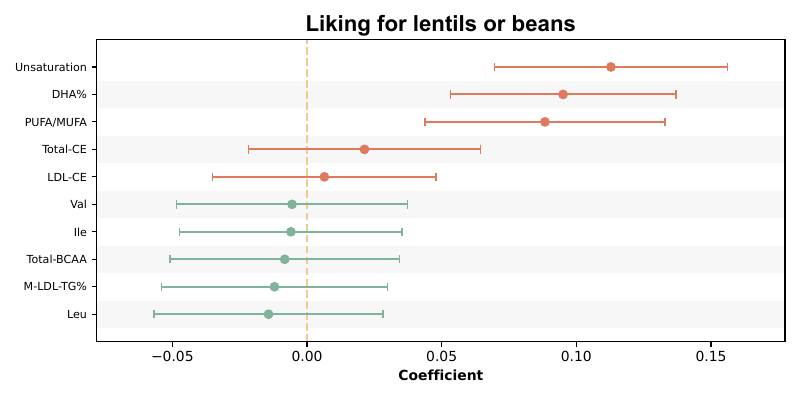 Liking for lentils or beans
Unsaturation
DHA%
PUFA/MUFA
Total-CE
LDL-CE
Val
Ile
Total-BCAA
M-LDL-TG%
Leu
−0.05 0.00 0.05 0.10 0.15
Coefficient